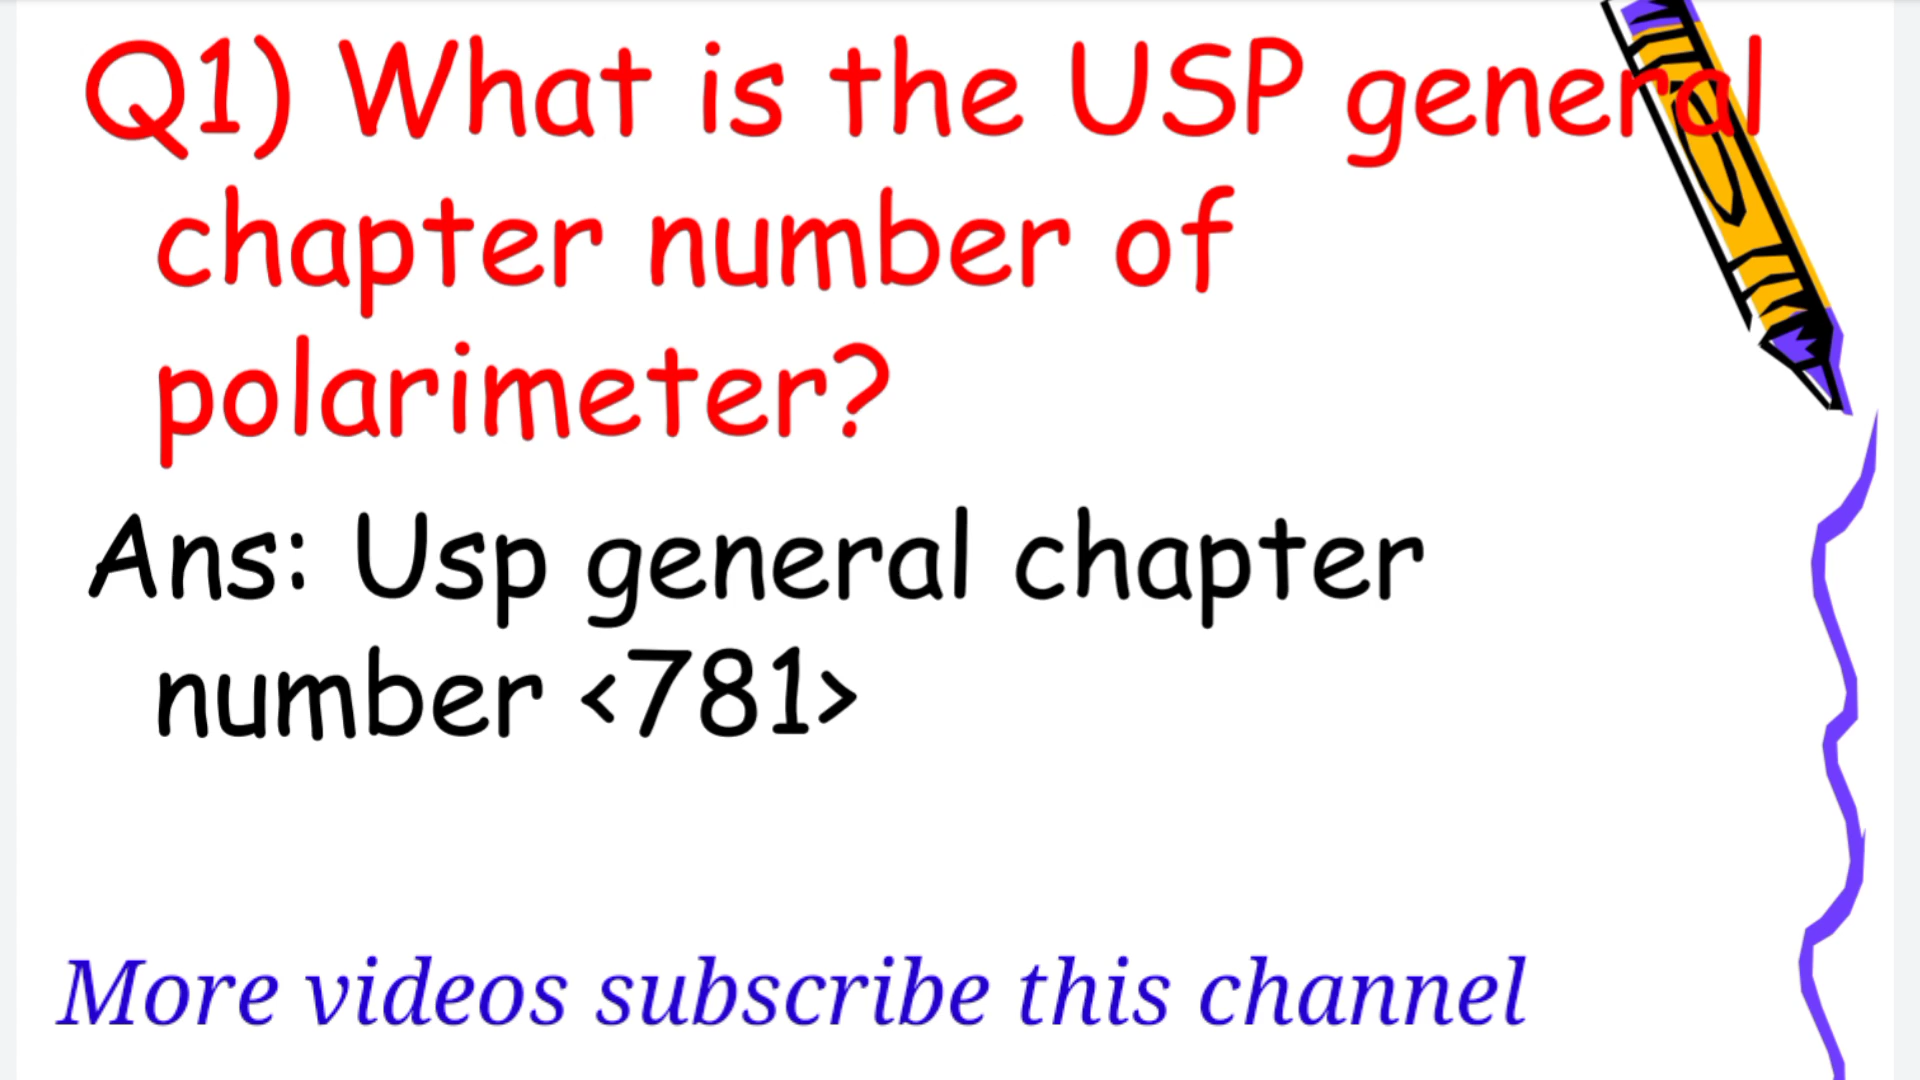 Q1) What is the USP general
chapter number of
polarimeter?
Ans: Usp general chapter
number <781>
More videos subscribe this channel